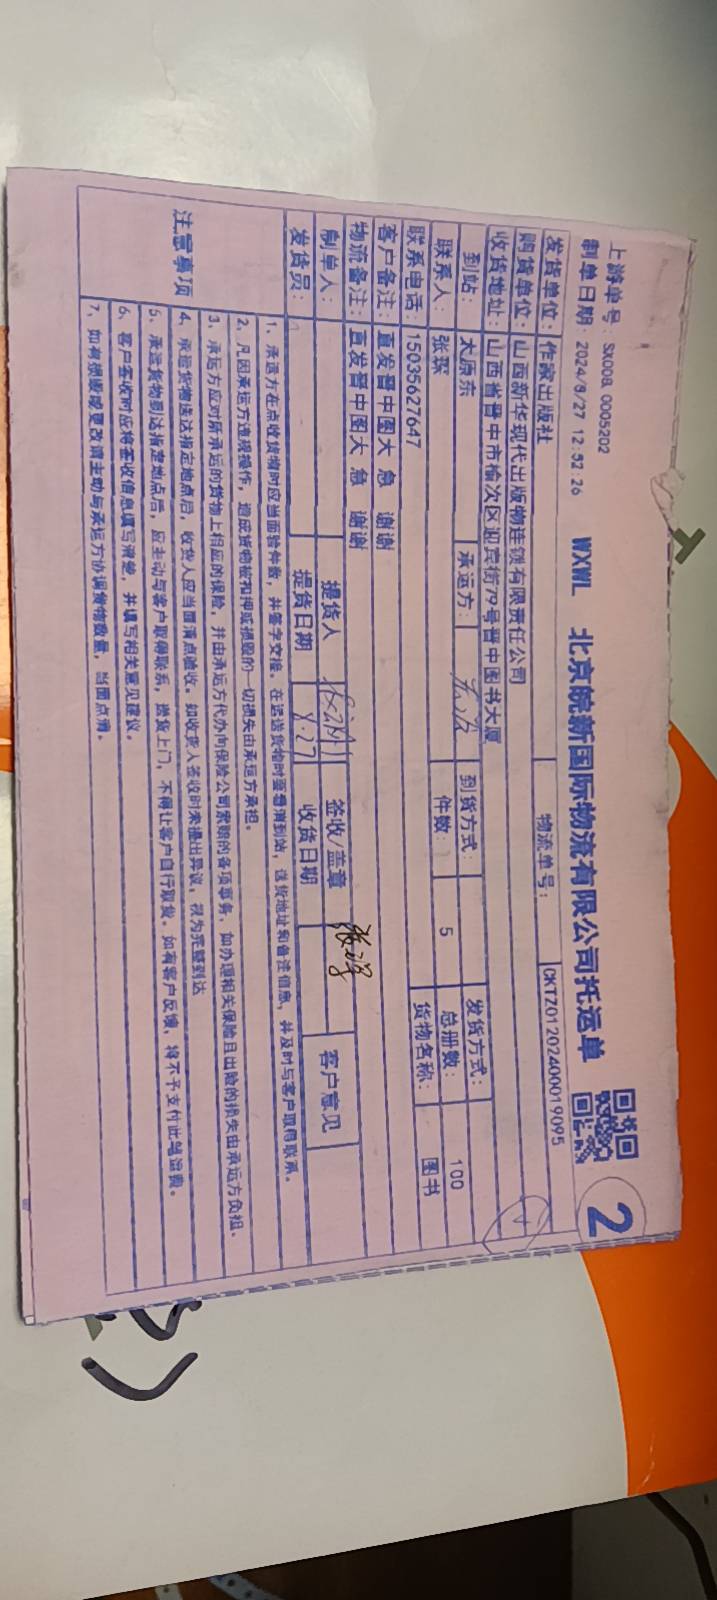 上游单号: SX00B.0005202
制单日期: 2024/8/27 12:52:26
WXWL 北京皖新国际物流有限公司托运单
2
物流单号: CKTZ01202400019095
发货单位: 作家出版社
购货单位: 山西新华现代出版物连锁有限责任公司
收货地址: 山西省晋中市榆次区迎宾街79号晋中图书大厦
到站: 太原东 承运方: 到货方式: 发货方式:
联系人: 张翠 件数: 5 总册数: 100
联系电话: 15035627647 货物名称: 图书
客户备注: 直发晋中图大 急 谢谢
物流备注: 直发晋中图大 急 谢谢
制单人: 提货人 签收/盖章 客户意见
发货员: 提货日期 8.27 收货日期
注意事项
1、承运方在点收货物时应当面验件数,并签字交接。在运送货物时要看清到站,送货地址和备注信息,并及时与客户取得联系。
2、凡因承运方违规操作,造成货物被扣押或损毁的一切损失由承运方承担。
3、承运方应对所承运的货物上相应的保险,并由承运方代办向保险公司索赔的各项事务,如办理相关保险且出险的损失由承运方负担。
4、承运货物送达指定地点后,收货人应当面清点验收。如收货人签收时未提出异议,视为完整到达
5、承运货物到达指定地点后,应主动与客户取得联系,送货上门,不得让客户自行取货。如有客户反馈,将不予支付此笔运费。
6、客户签收时应将签收信息填写清楚,并填写相关意见建议。
7、如有损毁或更改请主动与承运方协调货物数量,当面点清。